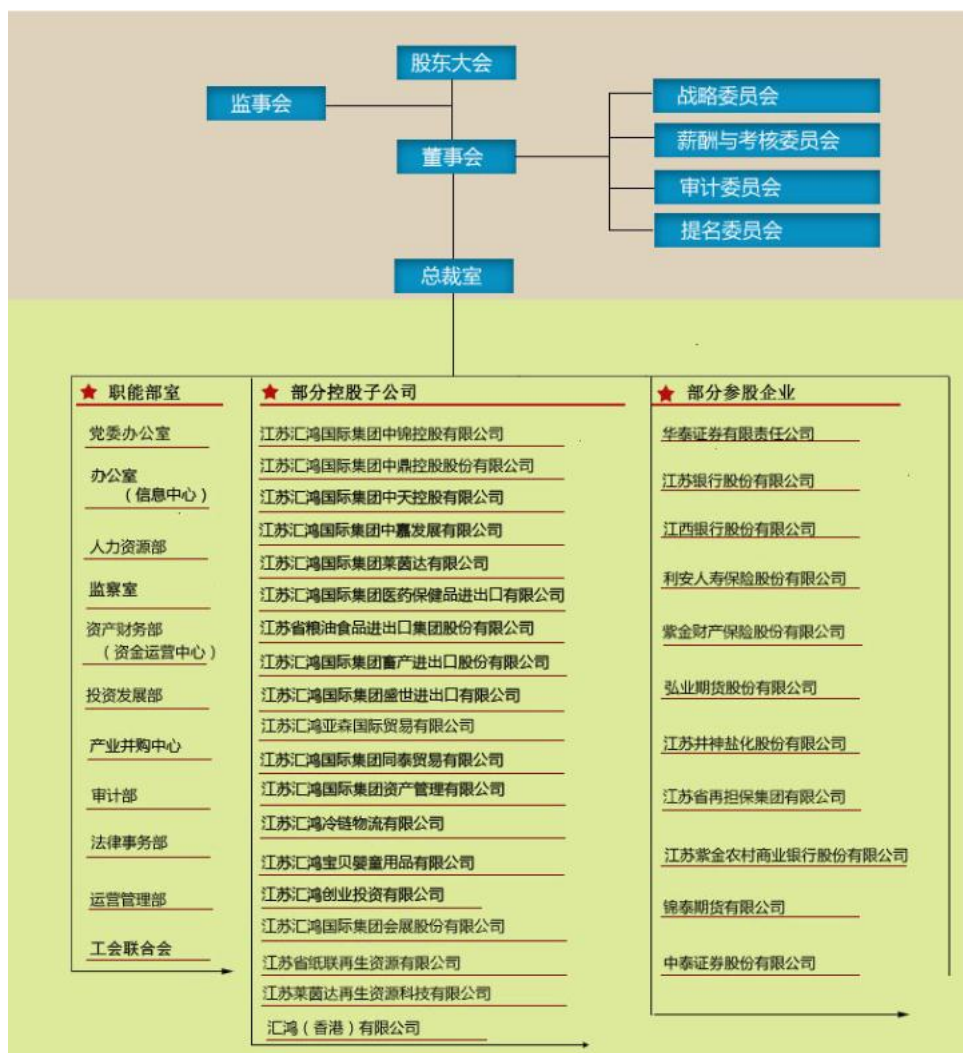 股东大会
监事会
董事会
战略委员会
薪酬与考核委员会
审计委员会
提名委员会
总裁室
★ 职能部室
党委办公室
办公室
（信息中心）
人力资源部
监察室
资产财务部
（资金运营中心）
投资发展部
产业并购中心
审计部
法律事务部
运营管理部
工会联合会
★ 部分控股子公司
江苏汇鸿国际集团中锦控股有限公司
江苏汇鸿国际集团中鼎控股股份有限公司
江苏汇鸿国际集团中天控股有限公司
江苏汇鸿国际集团中嘉发展有限公司
江苏汇鸿国际集团莱茵达有限公司
江苏汇鸿国际集团医药保健品进出口有限公司
江苏省粮油食品进出口集团股份有限公司
江苏汇鸿国际集团畜产进出口股份有限公司
江苏汇鸿国际集团盛世进出口有限公司
江苏汇鸿亚森国际贸易有限公司
江苏汇鸿国际集团同泰贸易有限公司
江苏汇鸿国际集团资产管理有限公司
江苏汇鸿冷链物流有限公司
江苏汇鸿宝贝婴童用品有限公司
江苏汇鸿创业投资有限公司
江苏汇鸿国际集团会展股份有限公司
江苏省纸联再生资源有限公司
江苏莱茵达再生资源科技有限公司
汇鸿（香港）有限公司
★ 部分参股企业
华泰证券有限责任公司
江苏银行股份有限公司
江西银行股份有限公司
利安人寿保险股份有限公司
紫金财产保险股份有限公司
弘业期货股份有限公司
江苏井神盐化股份有限公司
江苏省再担保集团有限公司
江苏紫金农村商业银行股份有限公司
锦泰期货有限公司
中泰证券股份有限公司